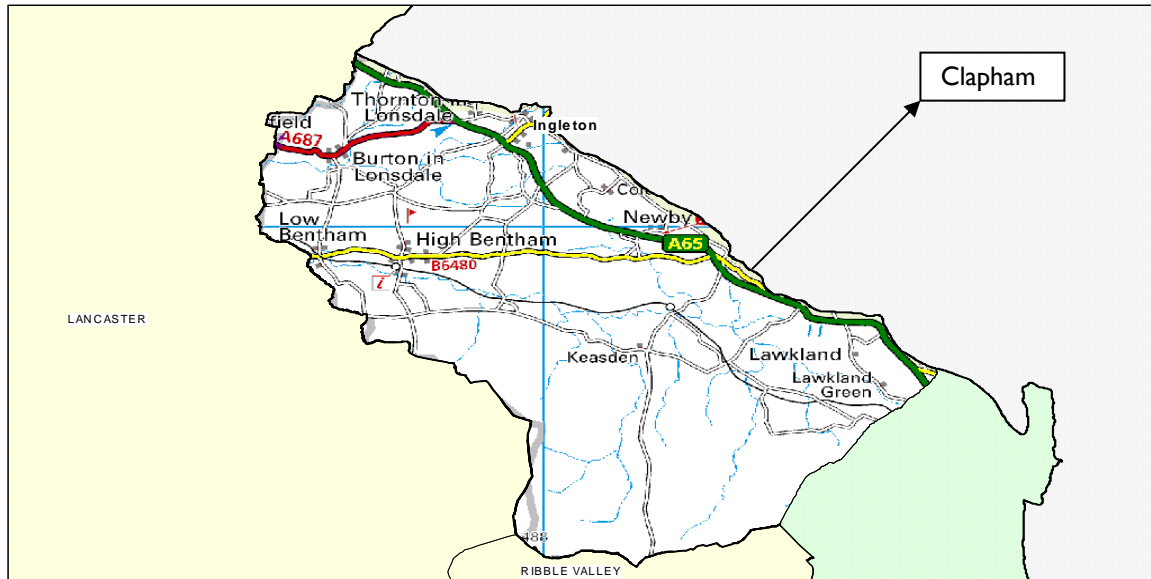 Clapham
Thornton in
Lonsdale
field
A687
Ingleton
Burton in
Lonsdale
Newby
Low
Bentham
High Bentham
A65
B6480
i
LANCASTER
Keasden
Lawkland
Lawkland
Green
488
RIBBLE VALLEY